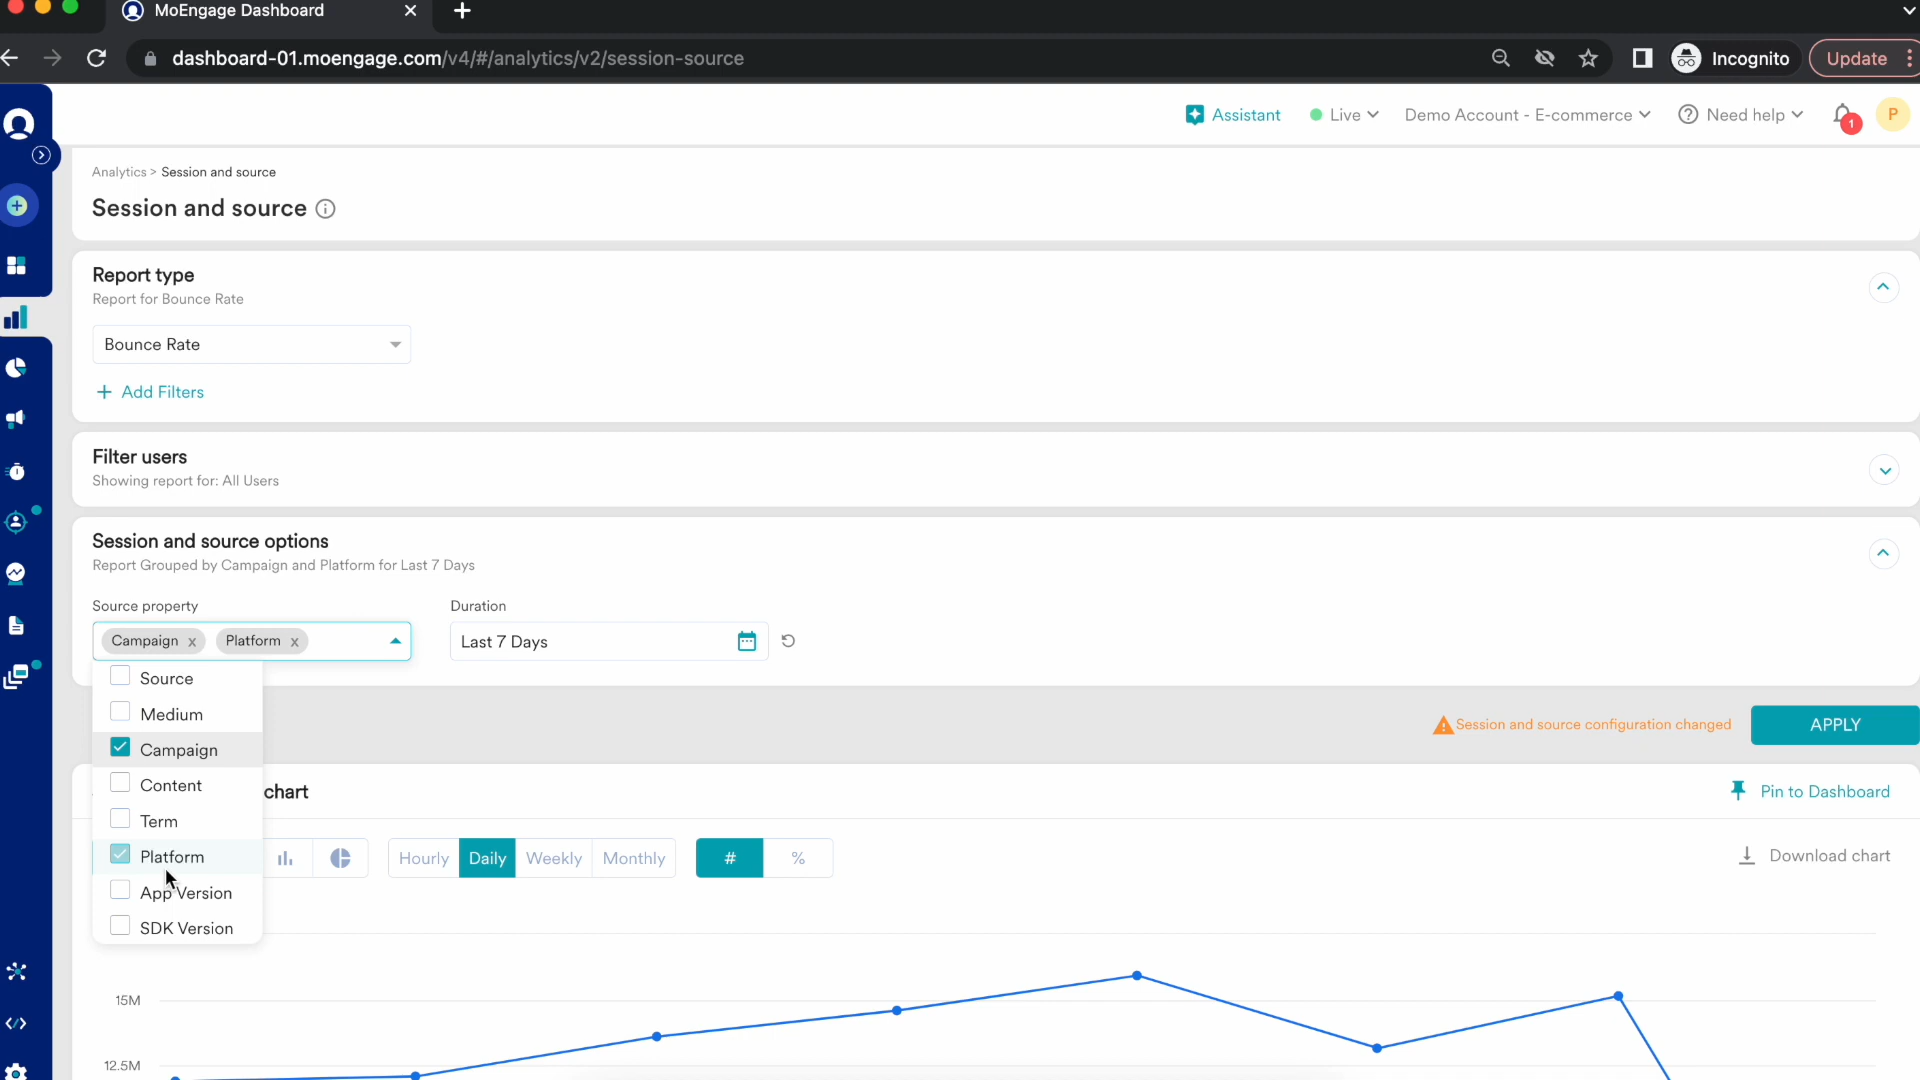 MoEngage Dashboard
dashboard-01.moengage.com/v4/#/analytics/v2/session-source
Incognito
Update
Assistant
Live
Demo Account - E-commerce
Need help
1
P
Analytics > Session and source
Session and source
Report type
Report for Bounce Rate
Bounce Rate
+ Add Filters
Filter users
Showing report for: All Users
Session and source options
Report Grouped by Campaign and Platform for Last 7 Days
Source property
Duration
Campaign x Platform x
Last 7 Days
Source
Medium
Campaign
Content
Term
Platform
App Version
SDK Version
Session and source configuration changed
APPLY
chart
Pin to Dashboard
Hourly Daily Weekly Monthly
# %
Download chart
15M
12.5M